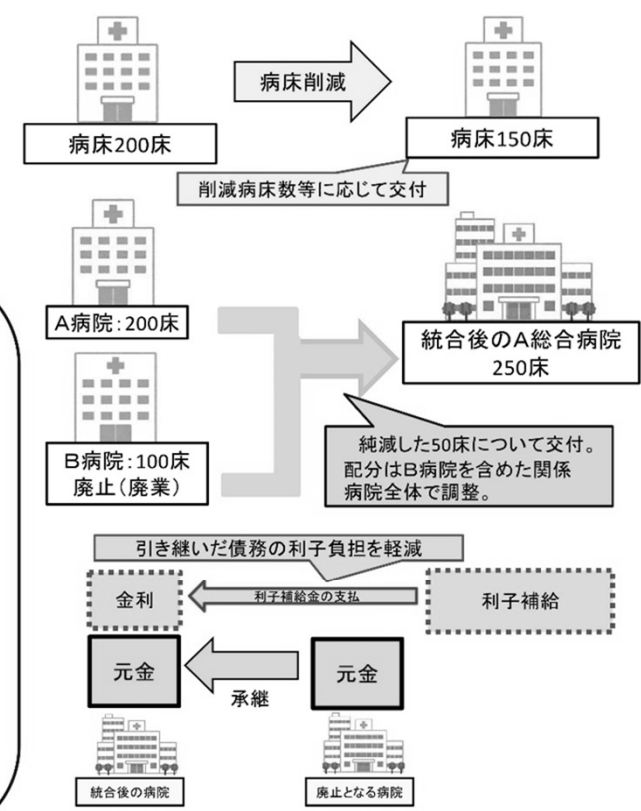 病床削減
病床200床
病床150床
削減病床数等に応じて交付
A病院:200床
B病院:100床
廃止(廃業)
統合後のA総合病院
250床
純減した50床について交付。
配分はB病院を含めた関係
病院全体で調整。
引き継いだ債務の利子負担を軽減
金利
利子補給金の支払
利子補給
元金
承継
元金
統合後の病院
廃止となる病院